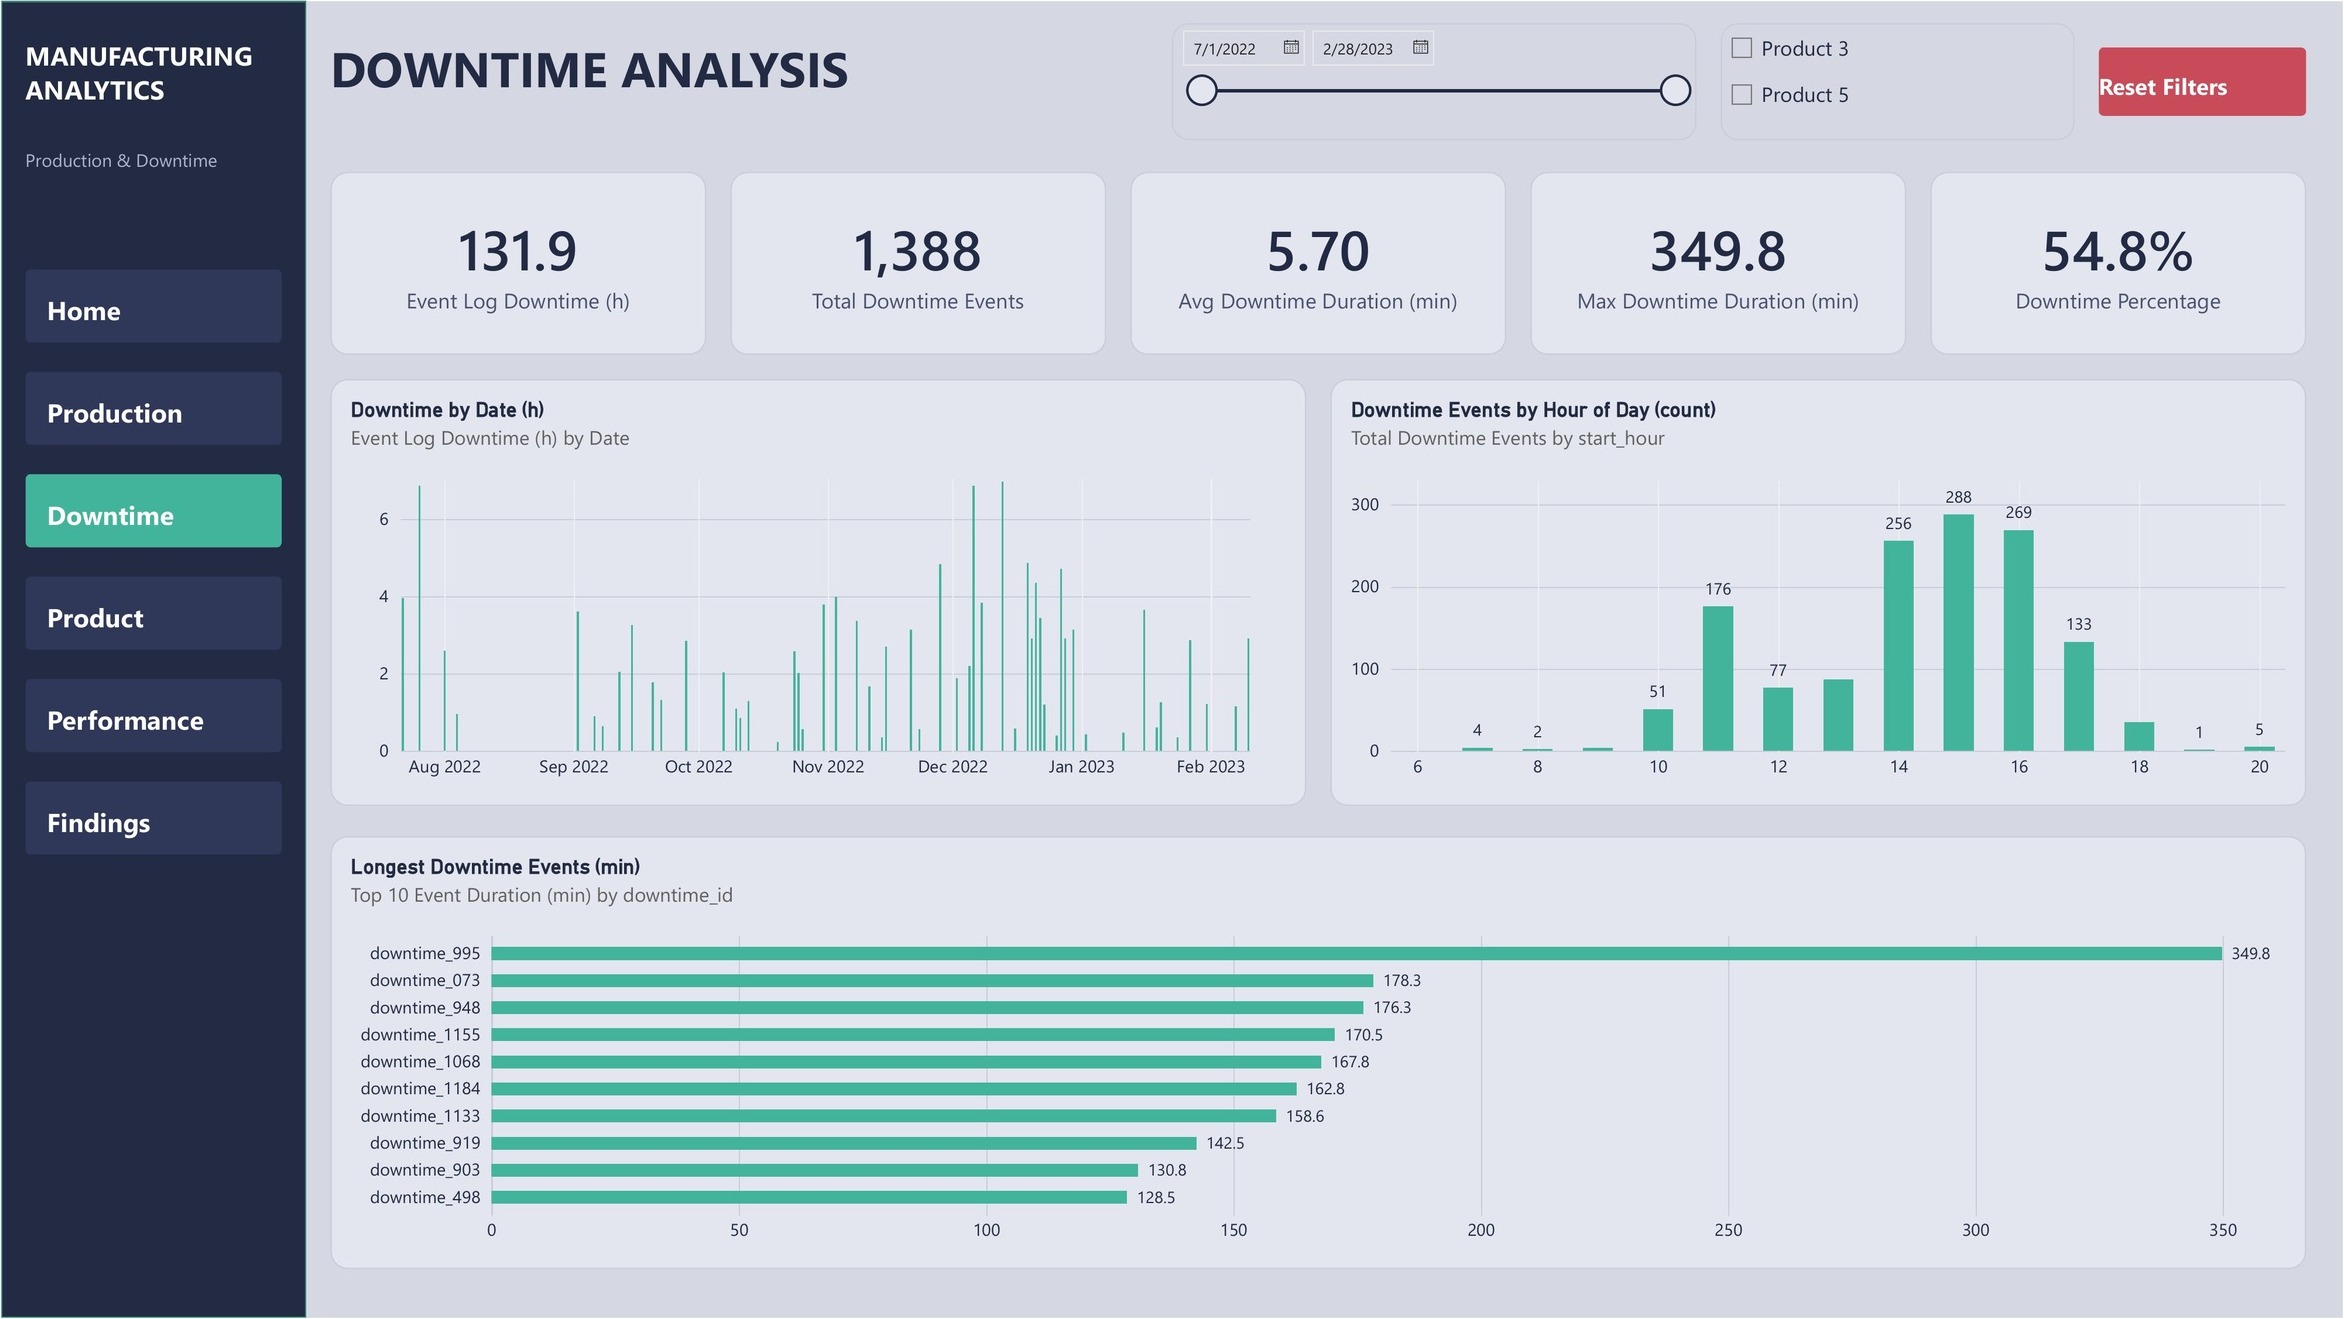 MANUFACTURING
ANALYTICS
Production & Downtime
Home
Production
Downtime
Product
Performance
Findings
DOWNTIME ANALYSIS
7/1/2022
2/28/2023
Product 3
Product 5
Reset Filters
131.9
Event Log Downtime (h)
1,388
Total Downtime Events
5.70
Avg Downtime Duration (min)
349.8
Max Downtime Duration (min)
54.8%
Downtime Percentage
Downtime by Date (h)
Event Log Downtime (h) by Date
6
4
2
0
Aug 2022 Sep 2022 Oct 2022 Nov 2022 Dec 2022 Jan 2023 Feb 2023
Downtime Events by Hour of Day (count)
Total Downtime Events by start_hour
300
200
100
0
4 2 51 176 77 256 288 269 133 1 5
6 8 10 12 14 16 18 20
Longest Downtime Events (min)
Top 10 Event Duration (min) by downtime_id
downtime_995 349.8
downtime_073 178.3
downtime_948 176.3
downtime_1155 170.5
downtime_1068 167.8
downtime_1184 162.8
downtime_1133 158.6
downtime_919 142.5
downtime_903 130.8
downtime_498 128.5
0 50 100 150 200 250 300 350